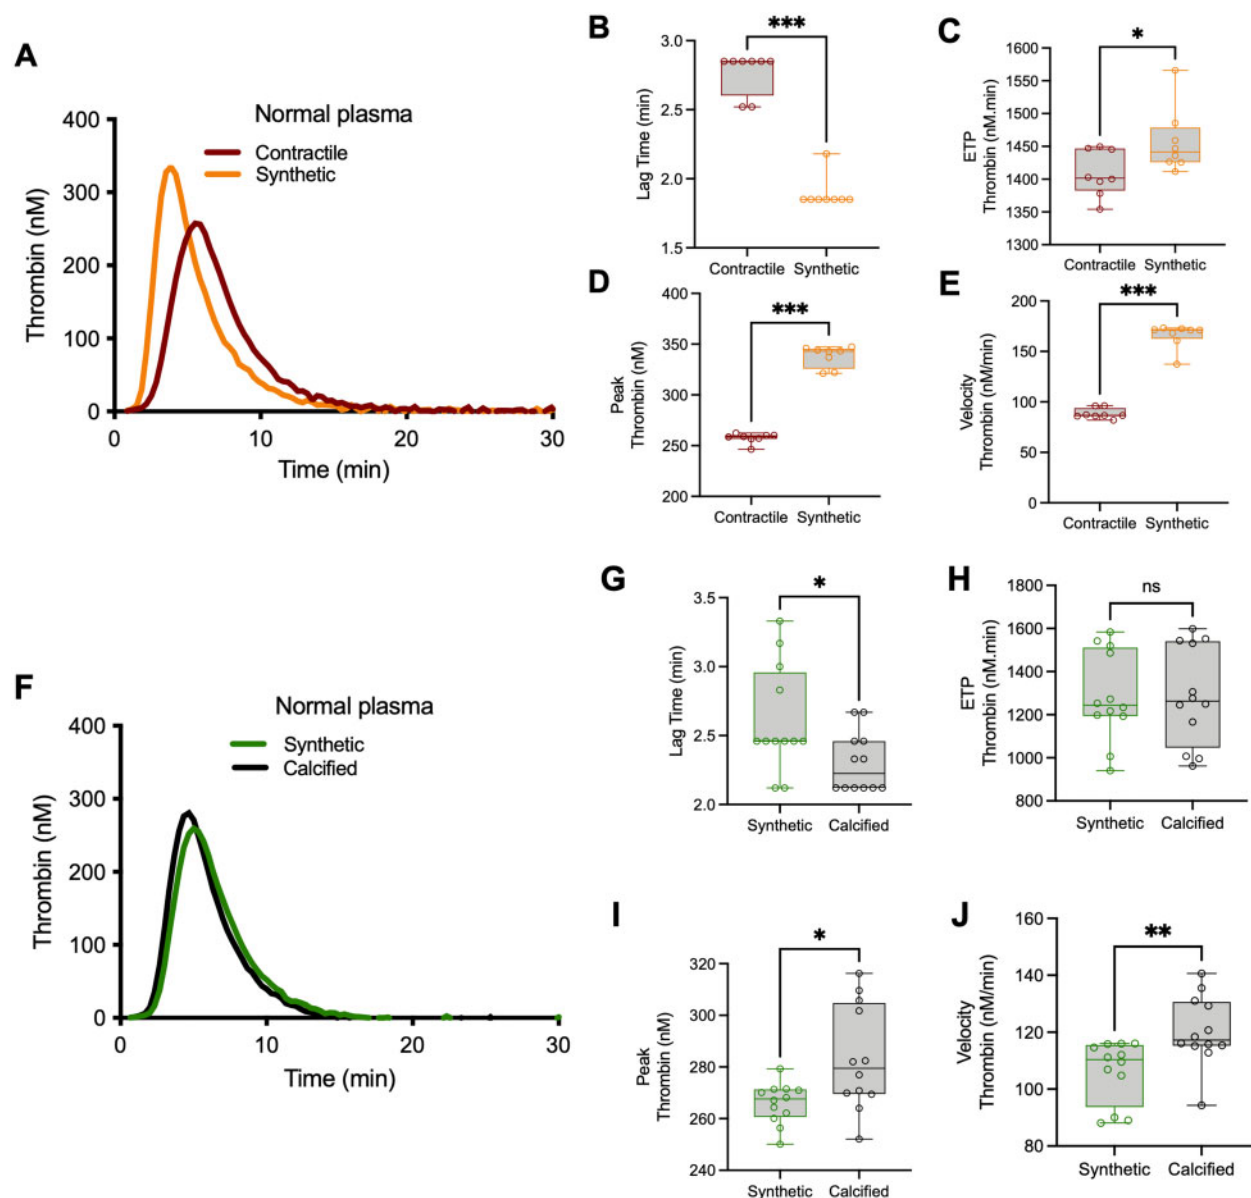 A
Normal plasma
Contractile
Synthetic
400
300
200
100
0
0
10
20
30
Thrombin (nM)
Time (min)
B
***
3.0
2.5
2.0
1.5
Lag Time (min)
Contractile
Synthetic
C
*
1600
1550
1500
1450
1400
1350
1300
ETP
Thrombin (nM.min)
Contractile
Synthetic
D
***
400
350
300
250
200
Peak
Thrombin (nM)
Contractile
Synthetic
E
***
200
150
100
50
0
Velocity
Thrombin (nM/min)
Contractile
Synthetic
F
Normal plasma
Synthetic
Calcified
400
300
200
100
0
0
10
20
30
Thrombin (nM)
Time (min)
G
*
3.5
3.0
2.5
2.0
Lag Time (min)
Synthetic
Calcified
H
ns
1800
1600
1400
1200
1000
800
ETP
Thrombin (nM.min)
Synthetic
Calcified
I
*
320
300
280
260
240
Peak
Thrombin (nM)
Synthetic
Calcified
J
**
160
140
120
100
80
Velocity
Thrombin (nM/min)
Synthetic
Calcified